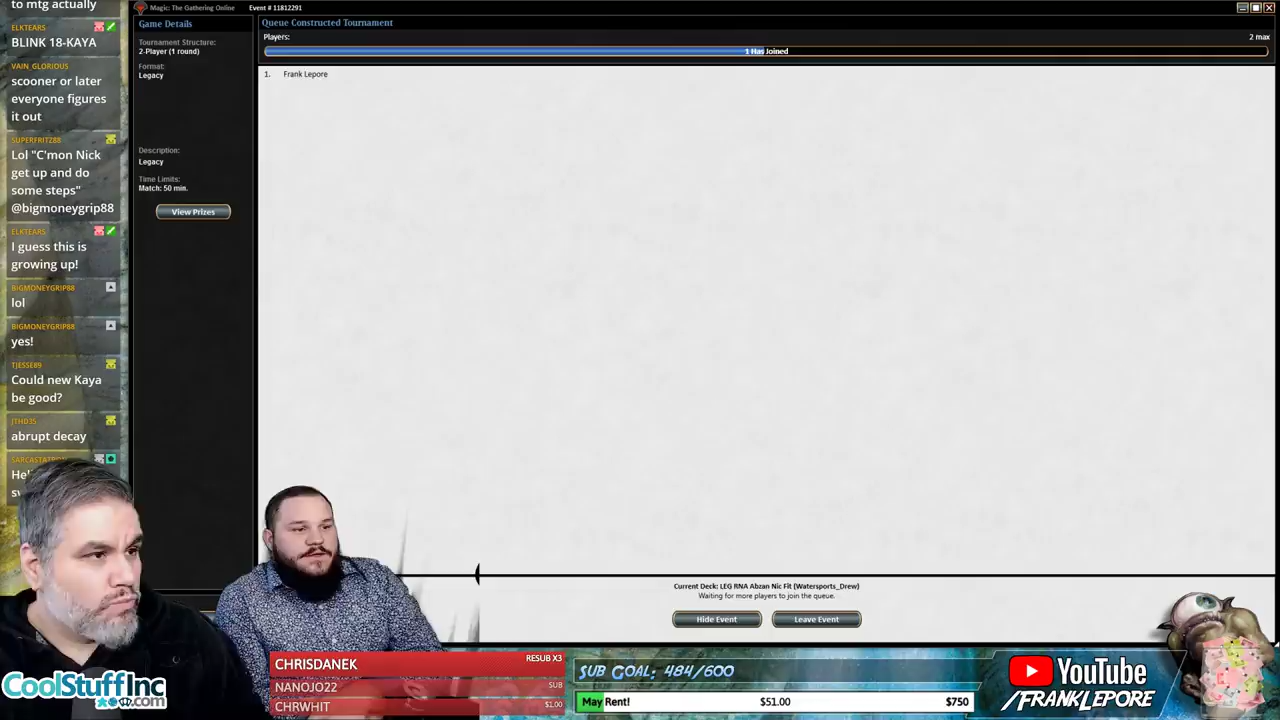 to mtg actually
ELKTEARS
BLINK 18-KAYA
VAIN_GLORIOUS
scooner or later
everyone figures
it out
SUPERFRITZ88
Lol "C'mon Nick
get up and do
some steps"
@bigmoneygrip88
ELKTEARS
I guess this is
growing up!
BIGMONEYGRIP88
lol
BIGMONEYGRIP88
yes!
TJESSE89
Could new Kaya
be good?
JTHB35
abrupt decay
Magic: The Gathering Online
Event # 11812291
Game Details
Tournament Structure:
2-Player (1 round)
Format:
Legacy
Description:
Legacy
Time Limits:
Match: 50 min.
View Prizes
Queue Constructed Tournament
Players:
2 max
1 Has Joined
1. Frank Lepore
Current Deck: LEG RNA Abzan Nic Fit (Watersports_Drew)
Waiting for more players to join the queue.
Hide Event
Leave Event
CHRISDANEK RESUB X3
NANOJO22 SUB
CHRWHIT $1.00
SUB GOAL: 484/600
May Rent! $51.00 $750
YouTube
/FRANKLEPORE
CoolStuffInc
.com